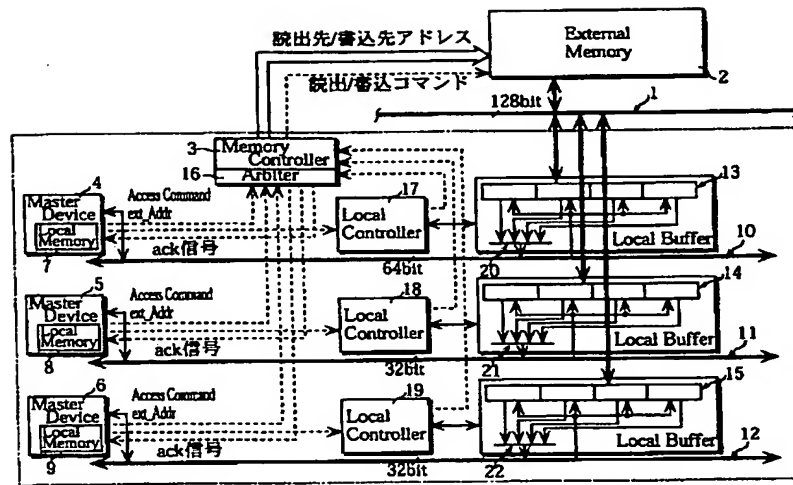 読出先/書込先アドレス
External
Memory
2
読出/書込コマンド
128bit
1
3
Memory
Controller
16
Arbiter
4
Master
Device
Local
Memory
7
Access Command
ext_Addr
ack信号
17
Local
Controller
13
Local Buffer
20
10
64bit
5
Master
Device
Local
Memory
8
Access Command
ext_Addr
ack信号
18
Local
Controller
14
Local Buffer
21
11
32bit
6
Master
Device
Local
Memory
9
Access Command
ext_Addr
ack信号
19
Local
Controller
15
Local Buffer
22
12
32bit